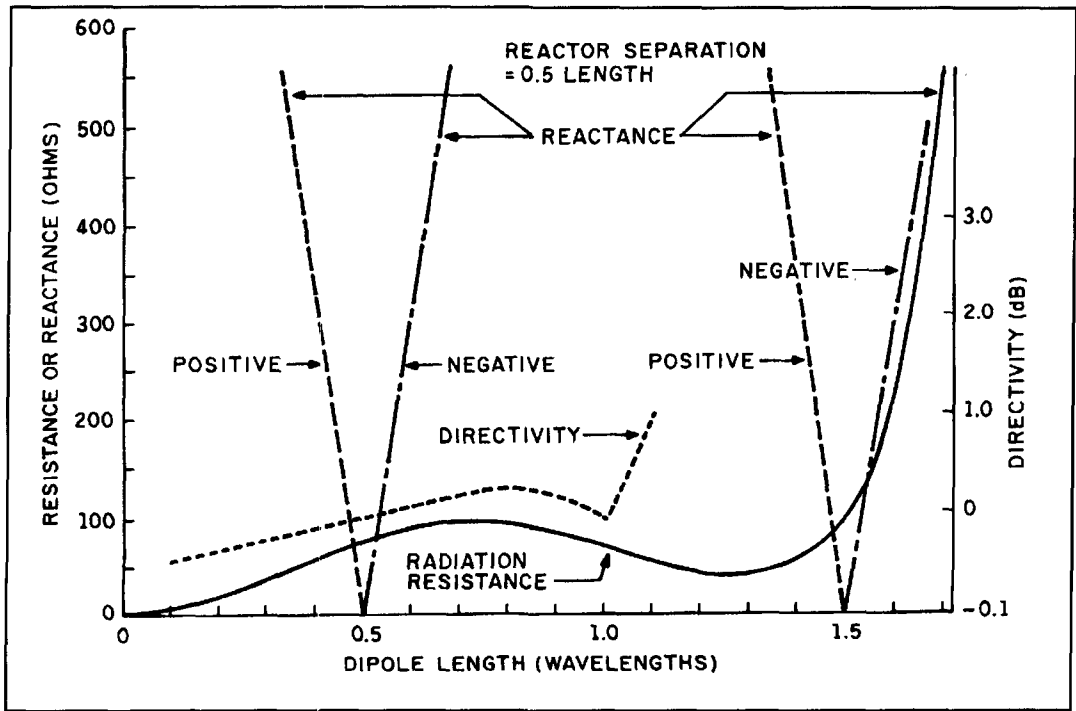 600
500
400
300
200
100
0
RESISTANCE OR REACTANCE (OHMS)
REACTOR SEPARATION
= 0.5 LENGTH
REACTANCE
NEGATIVE
POSITIVE
NEGATIVE
POSITIVE
DIRECTIVITY
RADIATION
RESISTANCE
3.0
2.0
1.0
0
-0.1
DIRECTIVITY (dB)
0
0.5
1.0
1.5
DIPOLE LENGTH (WAVELENGTHS)